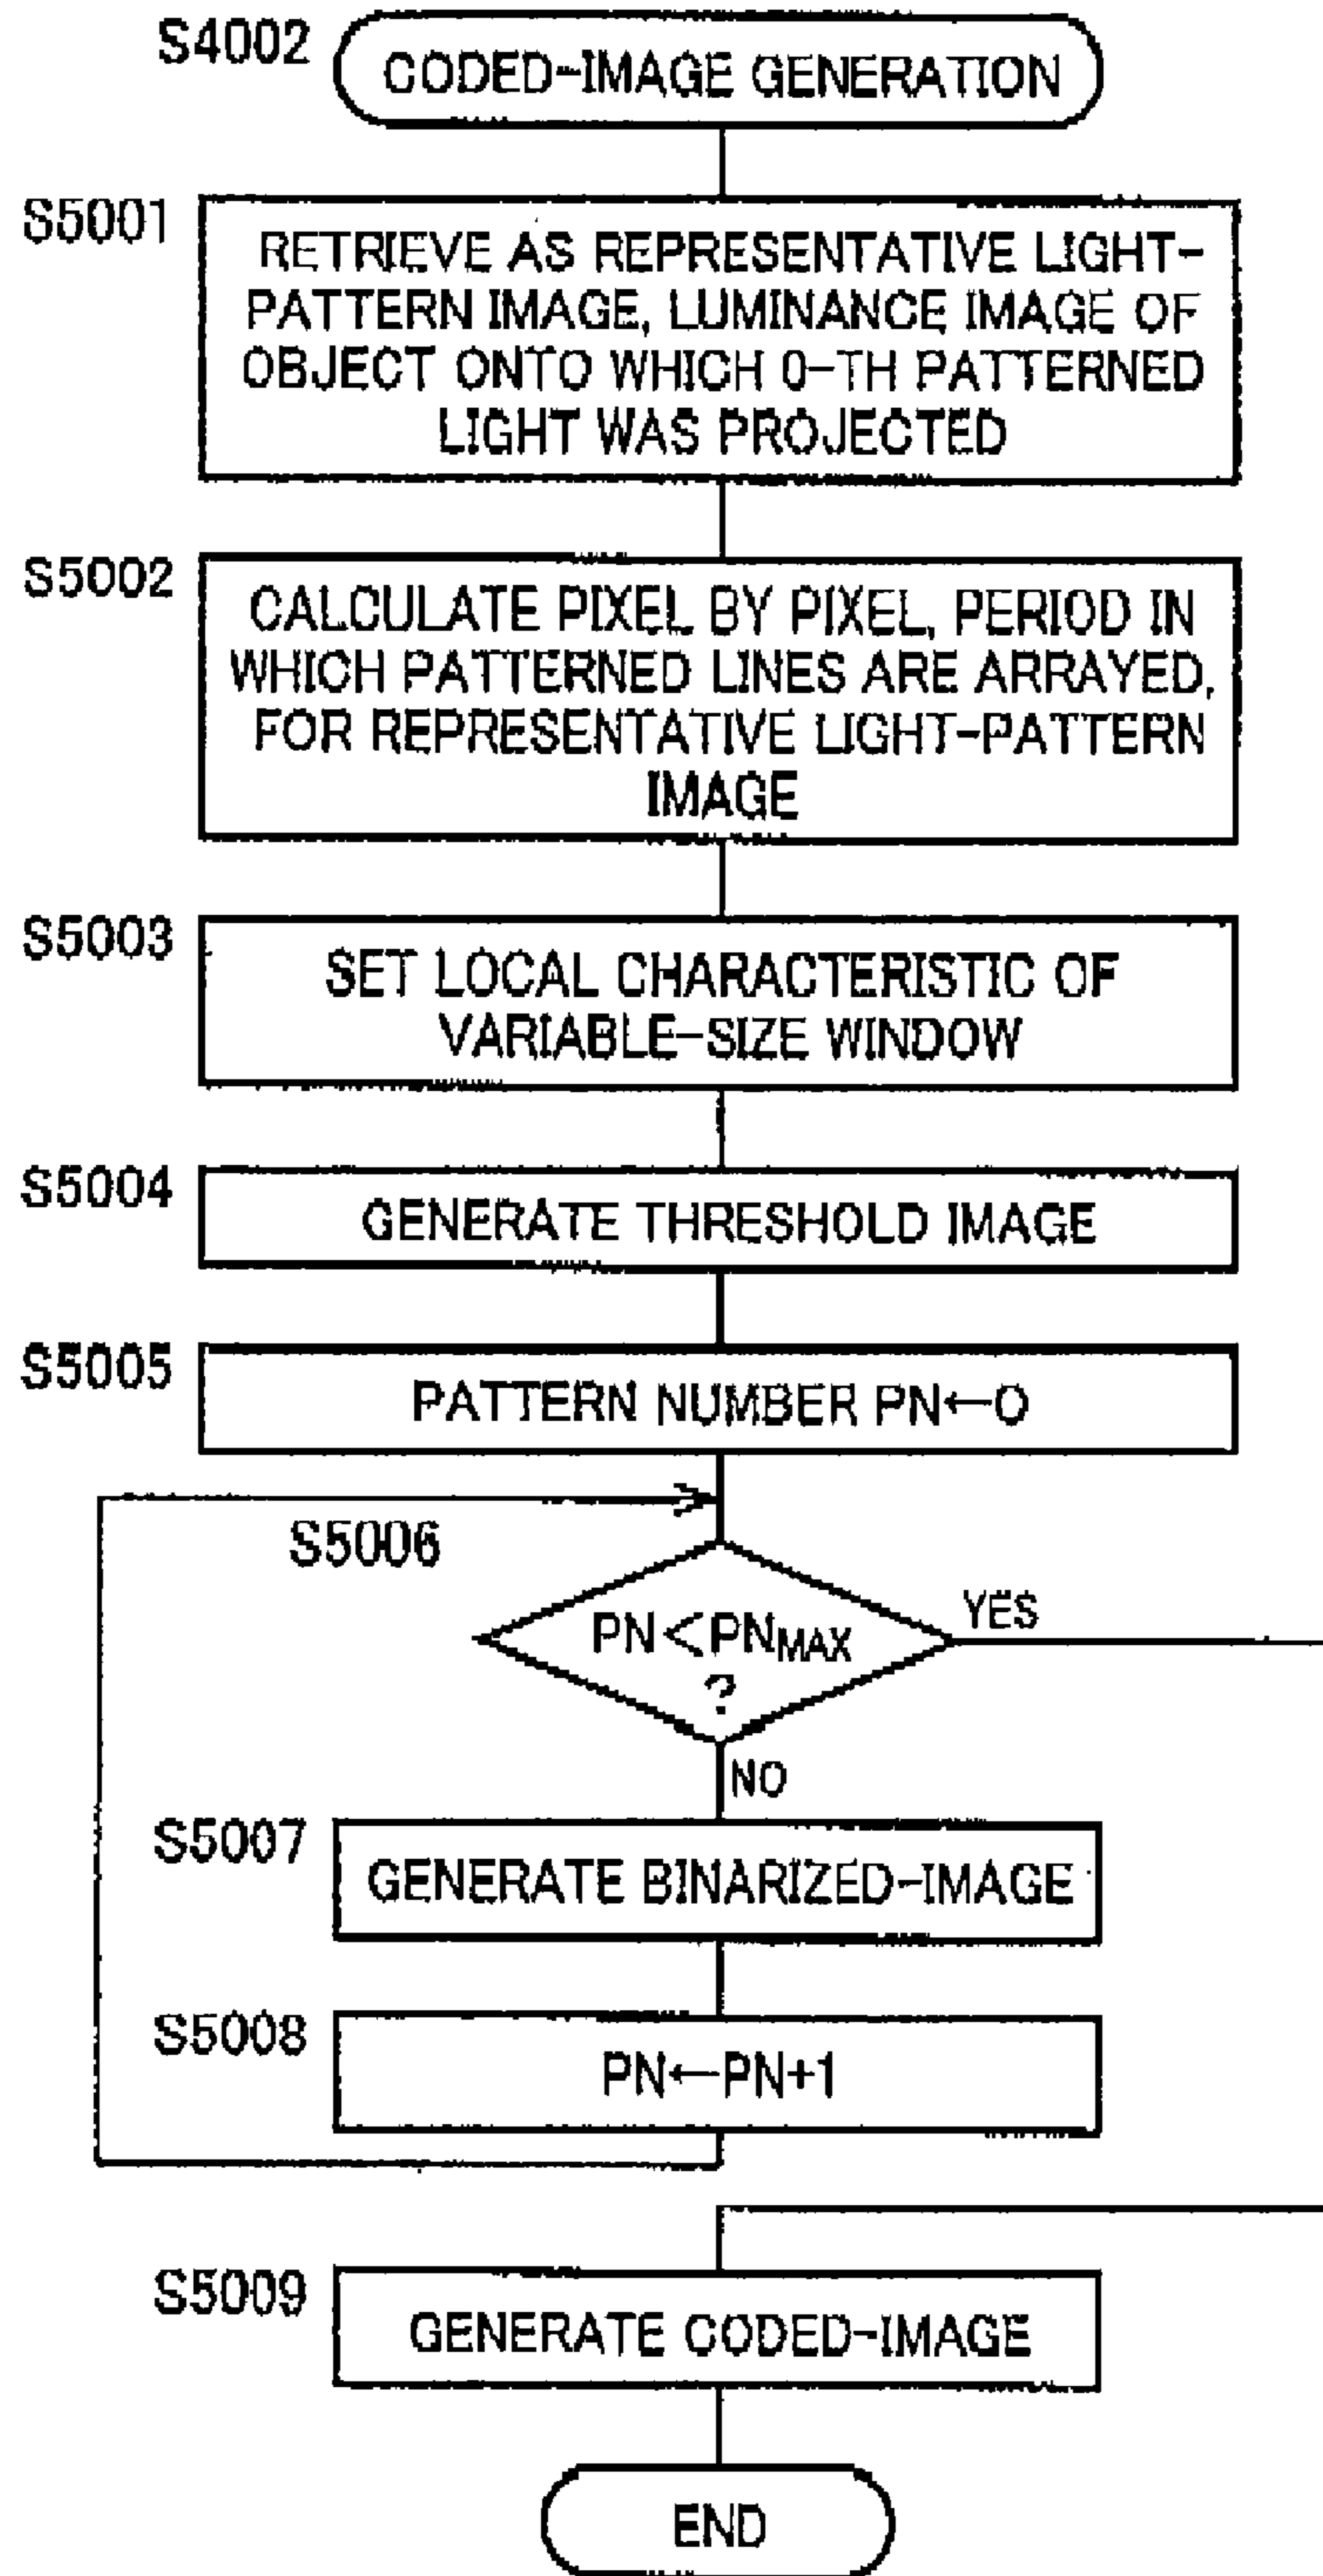 S4002
CODED-IMAGE GENERATION
S5001
RETRIEVE AS REPRESENTATIVE LIGHT-
PATTERN IMAGE, LUMINANCE IMAGE OF
OBJECT ONTO WHICH 0-TH PATTERNED
LIGHT WAS PROJECTED
S5002
CALCULATE PIXEL BY PIXEL, PERIOD IN
WHICH PATTERNED LINES ARE ARRAYED,
FOR REPRESENTATIVE LIGHT-PATTERN
IMAGE
S5003
SET LOCAL CHARACTERISTIC OF
VARIABLE-SIZE WINDOW
S5004
GENERATE THRESHOLD IMAGE
S5005
PATTERN NUMBER PN←0
S5006
PN<PNMAX
?
YES
NO
S5007
GENERATE BINARIZED-IMAGE
S5008
PN←PN+1
S5009
GENERATE CODED-IMAGE
END